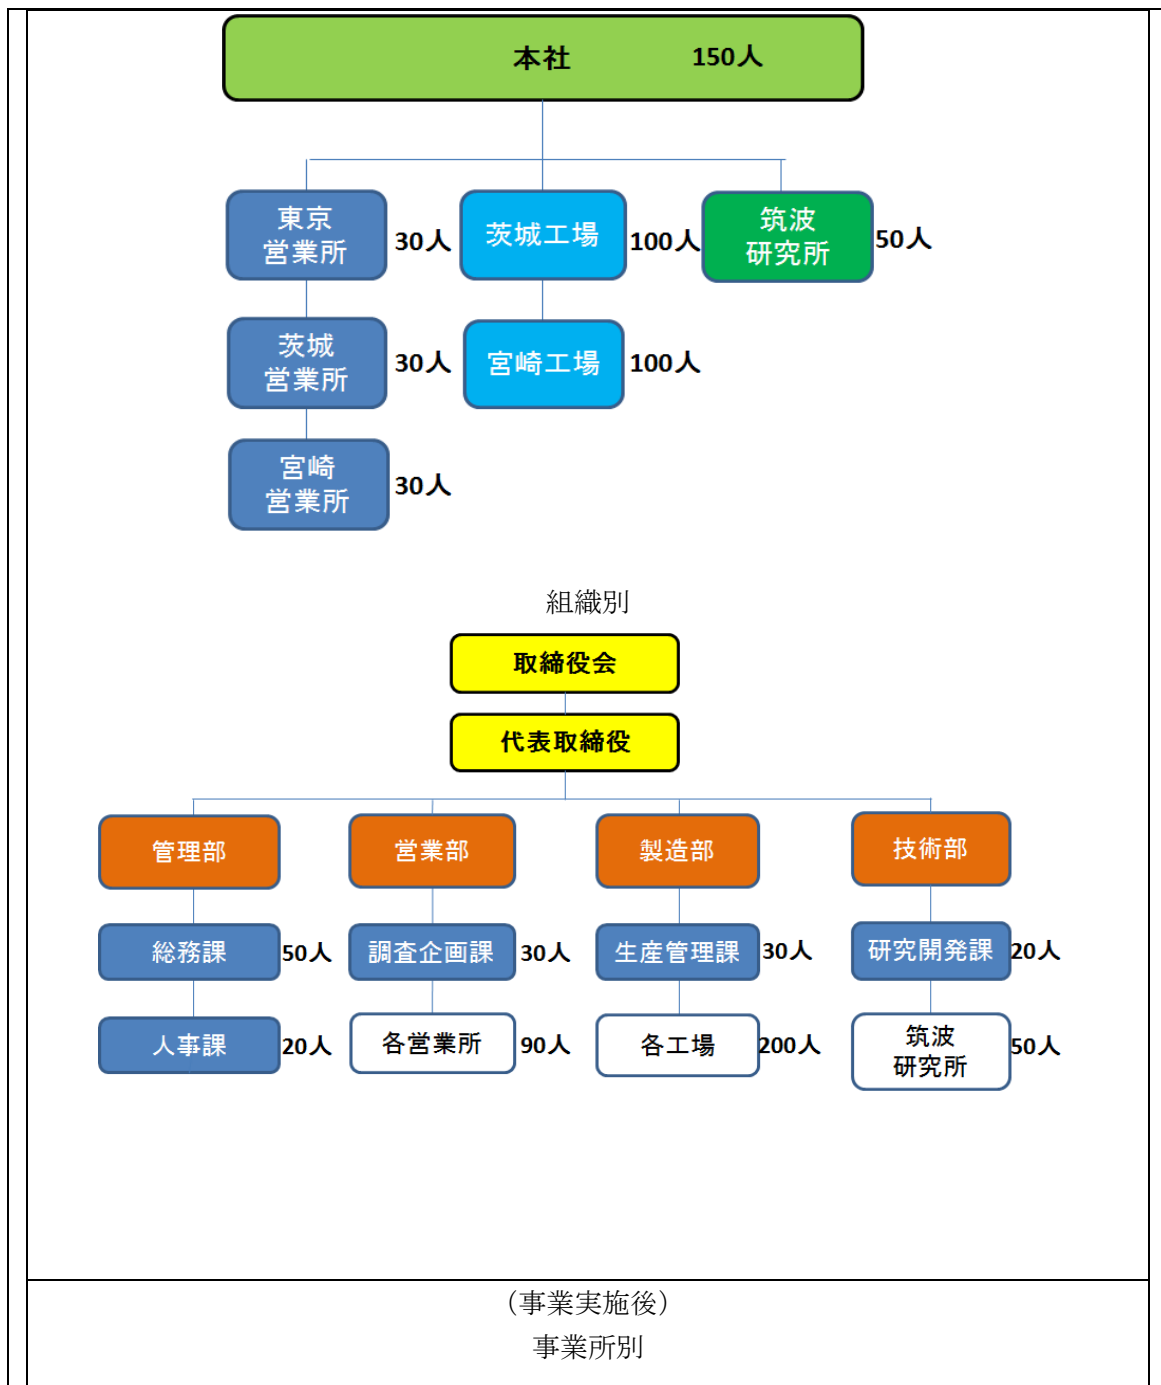 本社 150人
東京
営業所
30人
茨城工場
100人
筑波
研究所
50人
茨城
営業所
30人
宮崎工場
100人
宮崎
営業所
30人
組織別
取締役会
代表取締役
管理部
営業部
製造部
技術部
総務課
50人
調査企画課
30人
生産管理課
30人
研究開発課
20人
人事課
20人
各営業所
90人
各工場
200人
筑波
研究所
50人
（事業実施後）
事業所別